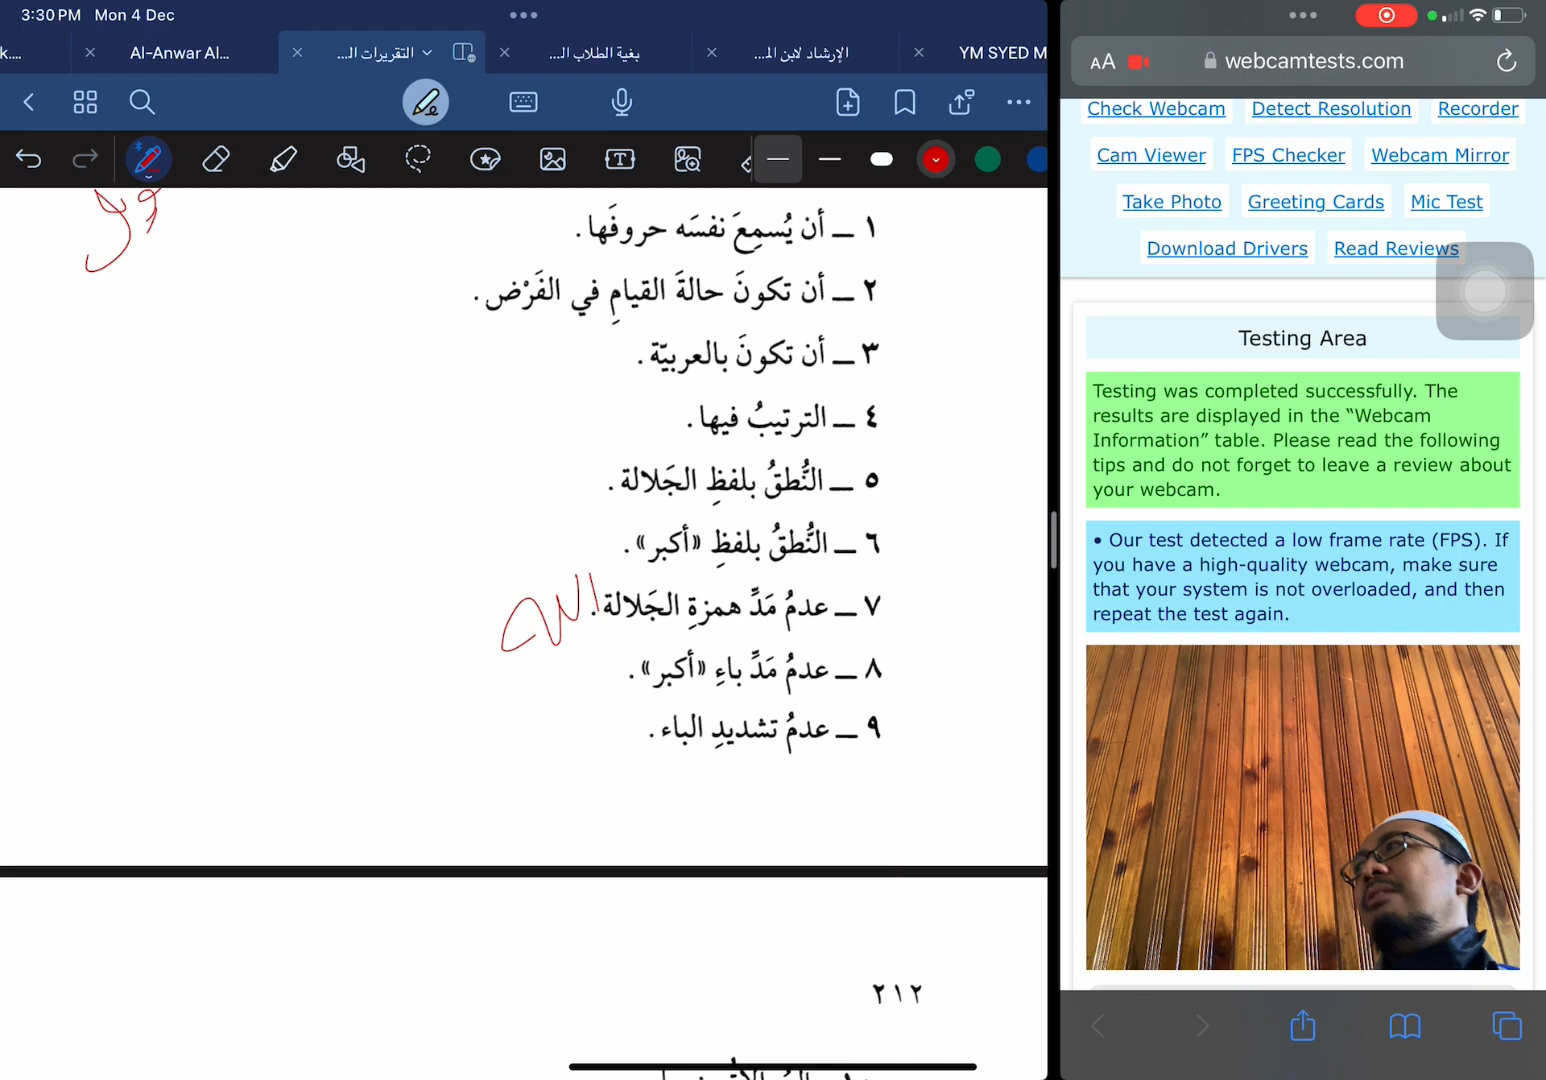 3:30 PM Mon 4 Dec
k....
Al-Anwar Al...
التقريرات ال...
بغية الطلاب ال...
الإرشاد لابن الم...
YM SYED M
١ ــ أن يُسمِعَ نفسَه حروفَها .
٢ ــ أن تكونَ حالةَ القيامِ في الفَرْض .
٣ ــ أن تكونَ بالعربيّة .
٤ ــ الترتيبُ فيها .
٥ ــ النُّطقُ بلفظِ الجَلالة .
٦ ــ النُّطقُ بلفظِ «أكبر» .
٧ ــ عدمُ مَدِّ همزةِ الجَلالة .
الله
٨ ــ عدمُ مَدِّ باءِ «أكبر» .
٩ ــ عدمُ تشديدِ الباء .
٢١٢
AA webcamtests.com
Check Webcam Detect Resolution Recorder
Cam Viewer FPS Checker Webcam Mirror
Take Photo Greeting Cards Mic Test
Download Drivers Read Reviews
Testing Area
Testing was completed successfully. The
results are displayed in the “Webcam
Information” table. Please read the following
tips and do not forget to leave a review about
your webcam.
• Our test detected a low frame rate (FPS). If
you have a high-quality webcam, make sure
that your system is not overloaded, and then
repeat the test again.